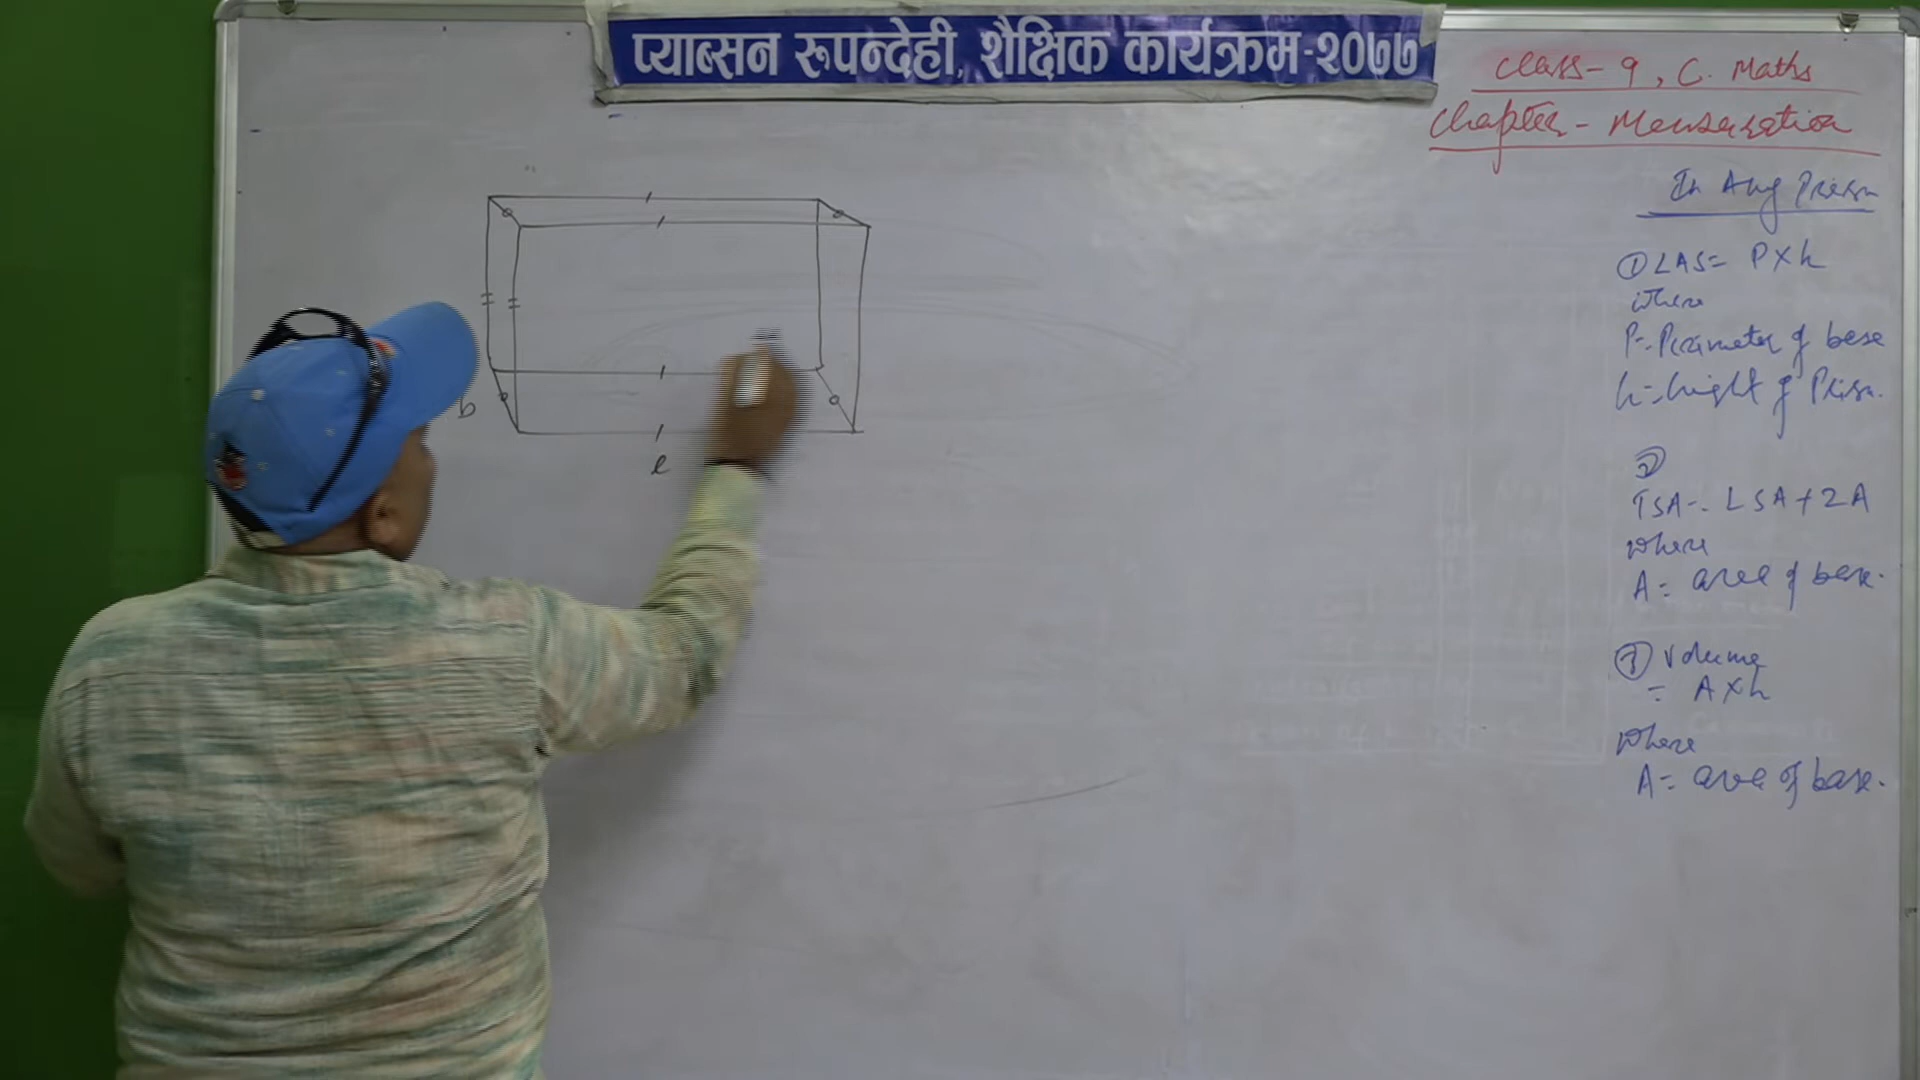 प्याब्सन रूपन्देही, शैक्षिक कार्यक्रम-२०७७
Class-9, C. Maths
Chapter- Mensuration
In Any Prism
① LAS= P×h
where
P= Perimeter of base
h= hight of Prism.
②
TSA= LSA+2A
where
A= area of base.
③ Volume
= A×h
where
A= area of base.
b
l